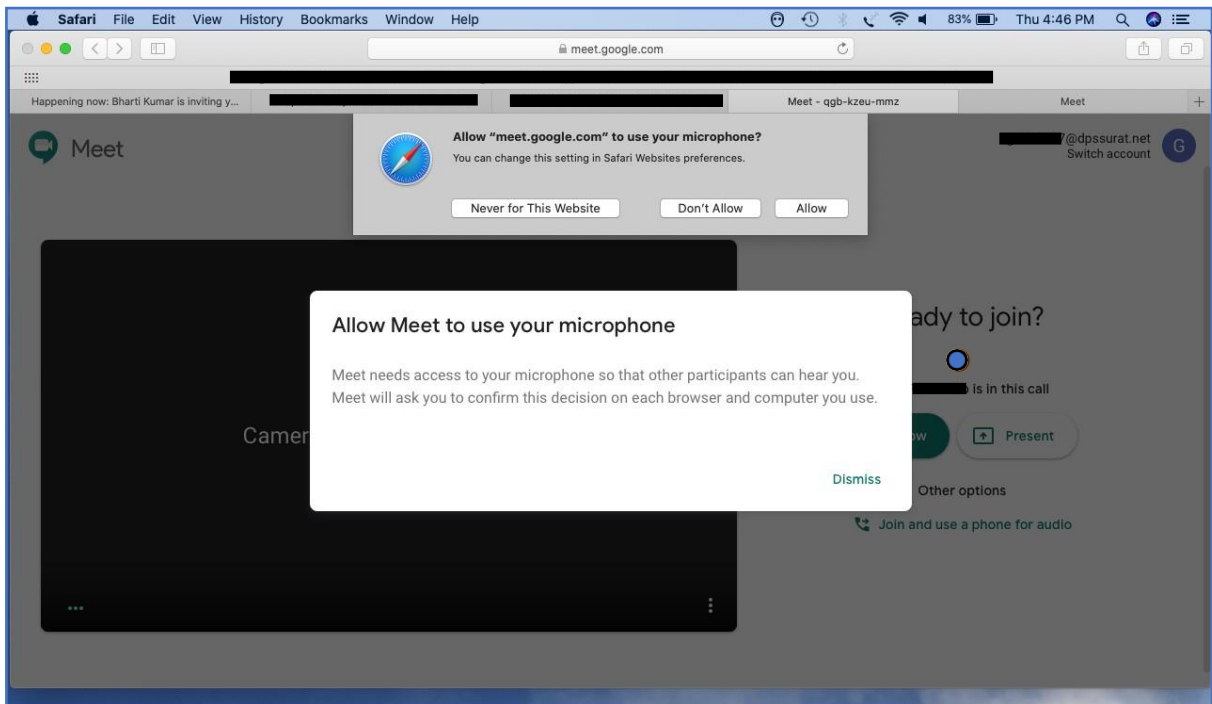 Safari File Edit View History Bookmarks Window Help 83% Thu 4:46 PM
meet.google.com
Happening now: Bharti Kumar is inviting y... Meet - qgb-kzeu-mmz Meet +
Meet
Allow “meet.google.com” to use your microphone?
You can change this setting in Safari Websites preferences.
Never for This Website Don't Allow Allow
@dpssurat.net
Switch account
G
Allow Meet to use your microphone
Meet needs access to your microphone so that other participants can hear you.
Meet will ask you to confirm this decision on each browser and computer you use.
Dismiss
Camer
ady to join?
is in this call
ow Present
Other options
Join and use a phone for audio